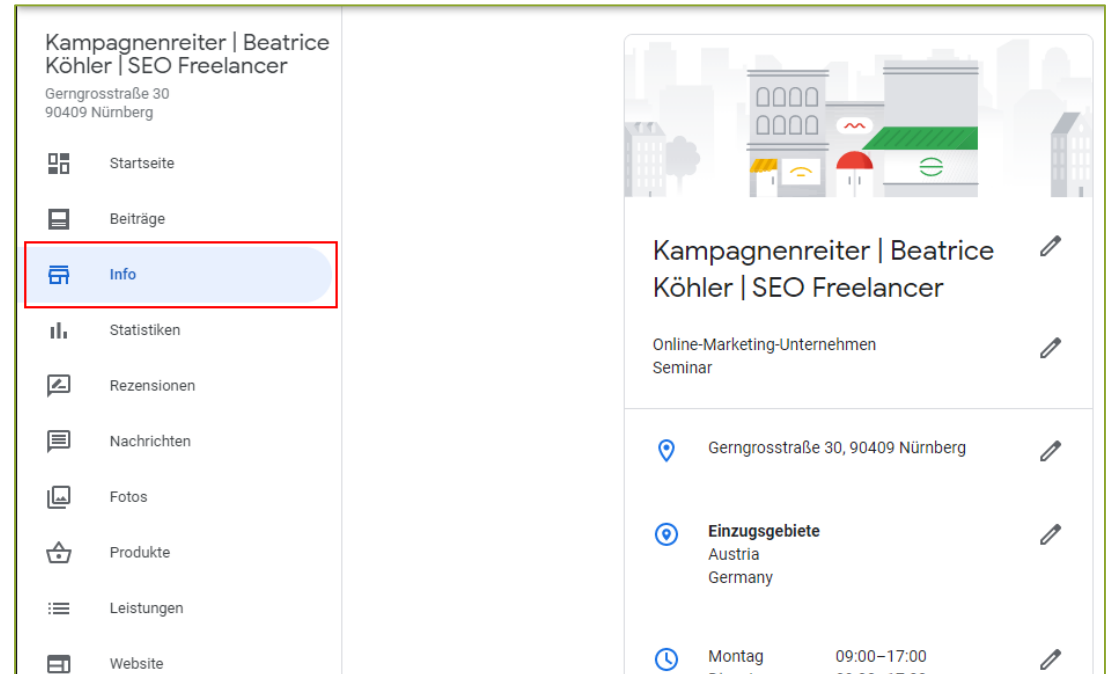 Kampagnenreiter | Beatrice
Köhler | SEO Freelancer
Gerngrosstraße 30
90409 Nürnberg
Startseite
Beiträge
Info
Statistiken
Rezensionen
Nachrichten
Fotos
Produkte
Leistungen
Website
Kampagnenreiter | Beatrice
Köhler | SEO Freelancer
Online-Marketing-Unternehmen
Seminar
Gerngrosstraße 30, 90409 Nürnberg
Einzugsgebiete
Austria
Germany
Montag 09:00–17:00